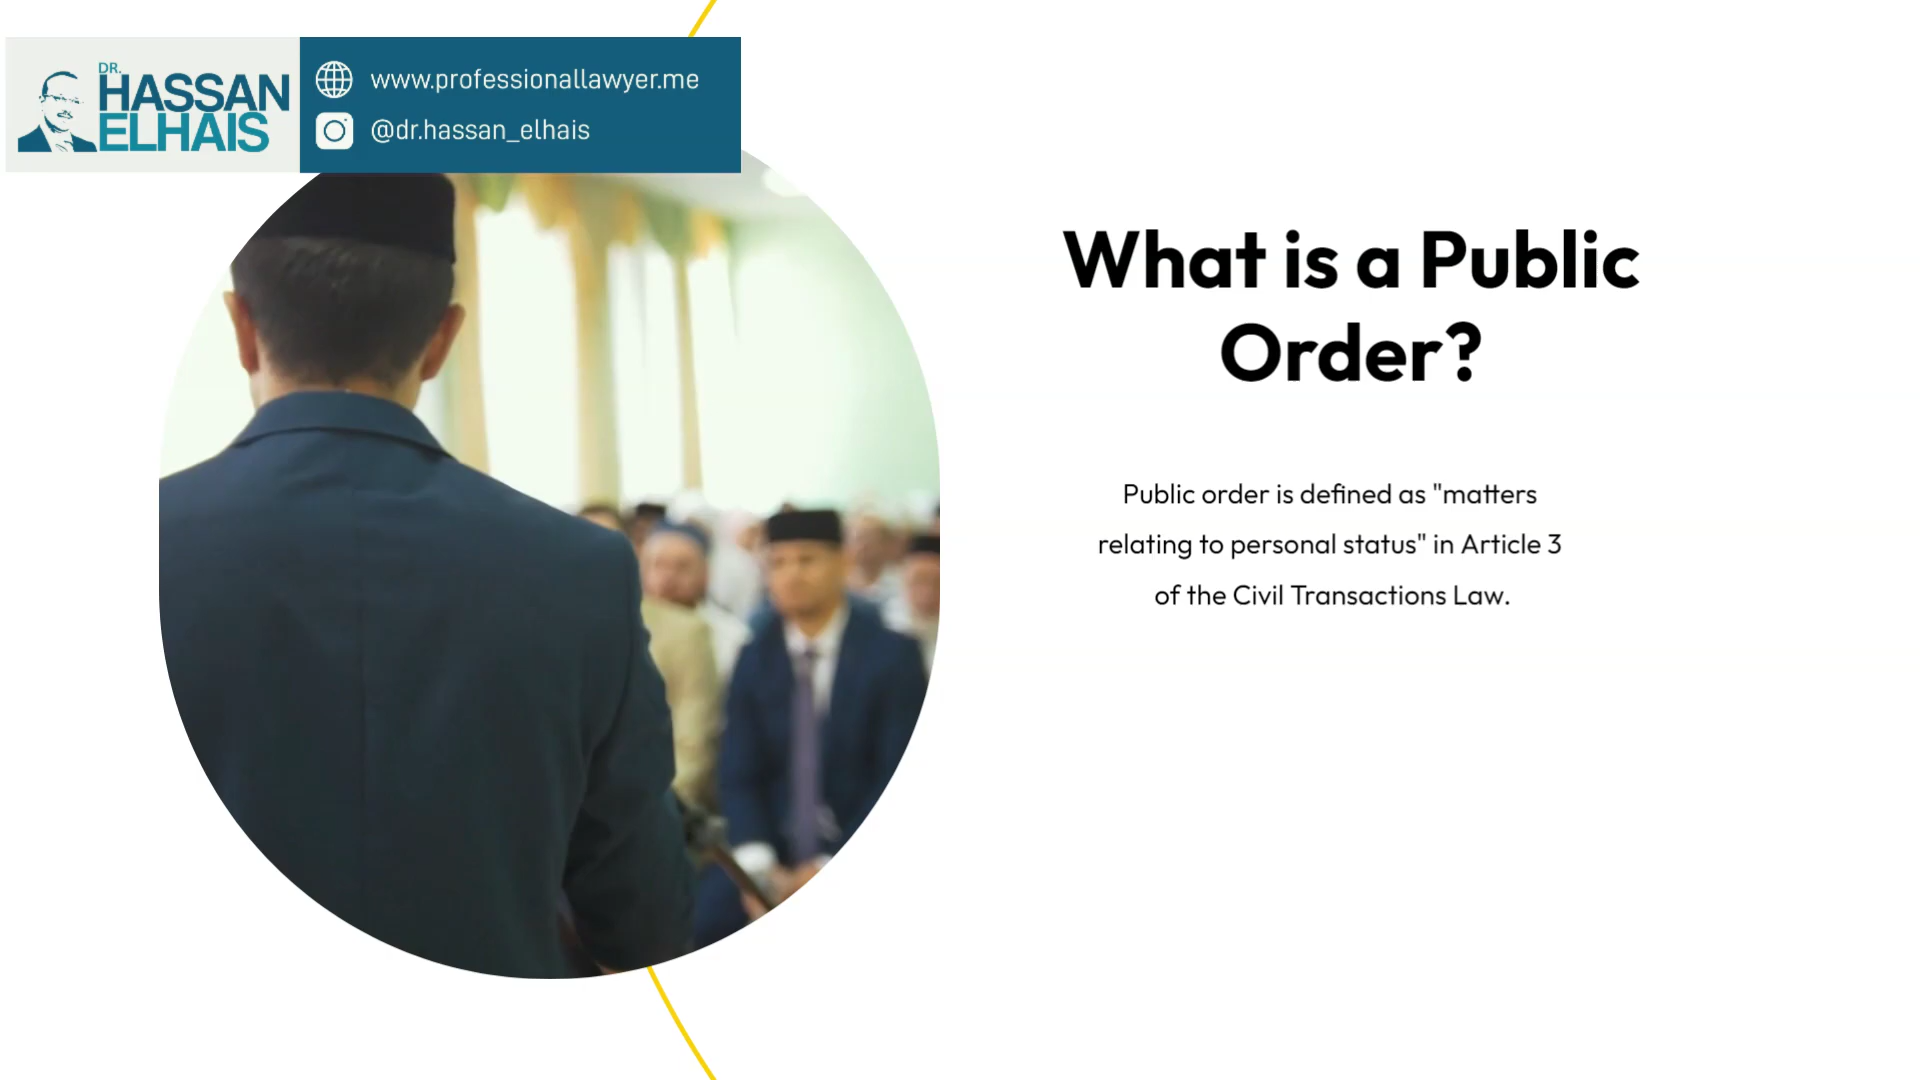 DR.
HASSAN
ELHAIS
www.professionallawyer.me
@dr.hassan_elhais
What is a Public
Order?
Public order is defined as "matters
relating to personal status" in Article 3
of the Civil Transactions Law.